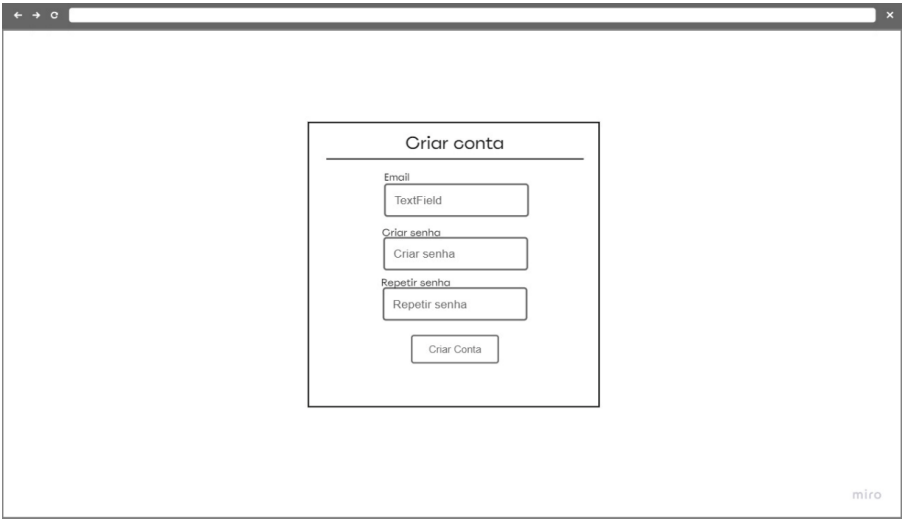 Criar conta
Email
TextField
Criar senha
Criar senha
Repetir senha
Repetir senha
Criar Conta
miro